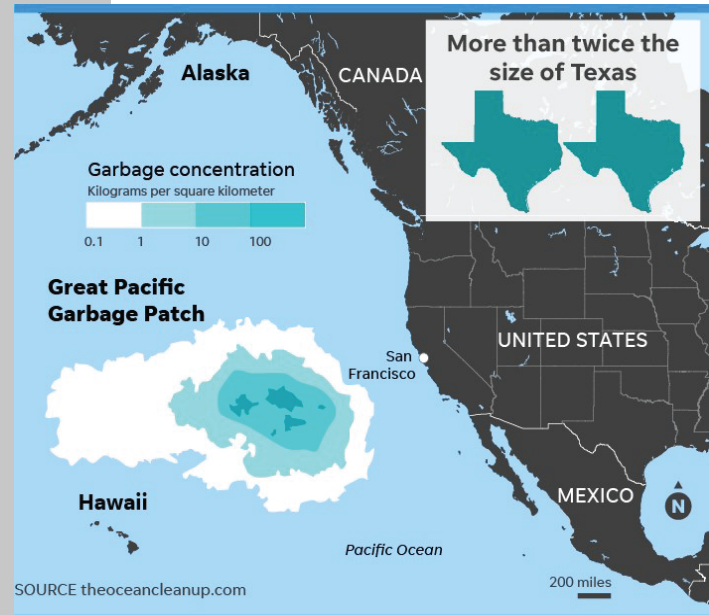 More than twice the
size of Texas
Alaska
CANADA
Garbage concentration
Kilograms per square kilometer
0.1 1 10 100
Great Pacific
Garbage Patch
San
Francisco
UNITED STATES
Hawaii
MEXICO
N
Pacific Ocean
SOURCE theoceancleanup.com
200 miles